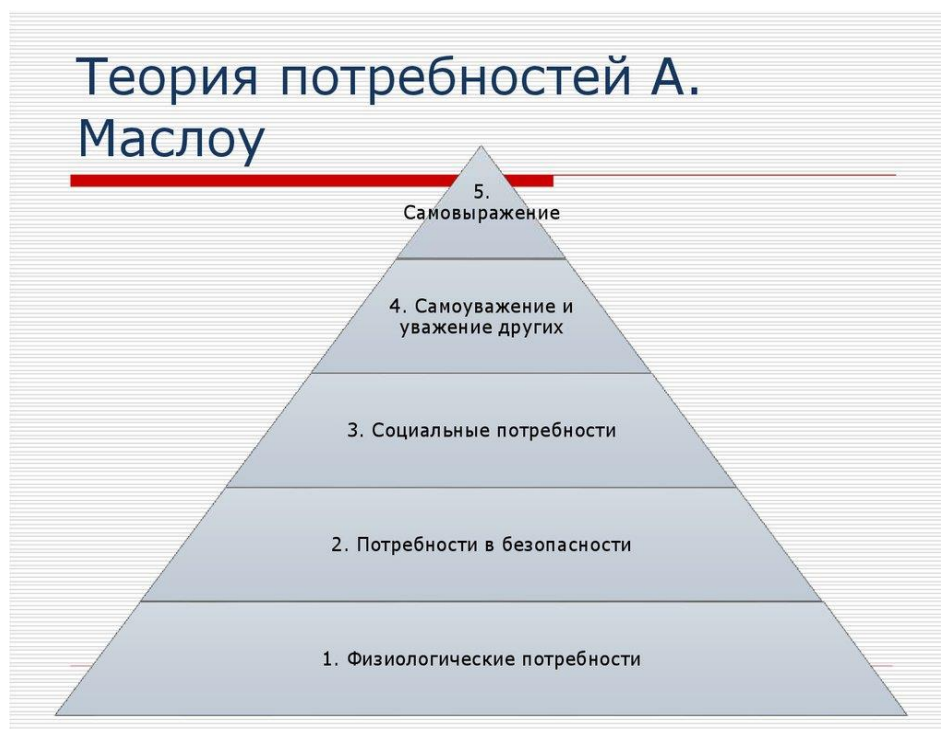 Теория потребностей А.
Маслоу
5.
Самовыражение
4. Самоуважение и
уважение других
3. Социальные потребности
2. Потребности в безопасности
1. Физиологические потребности